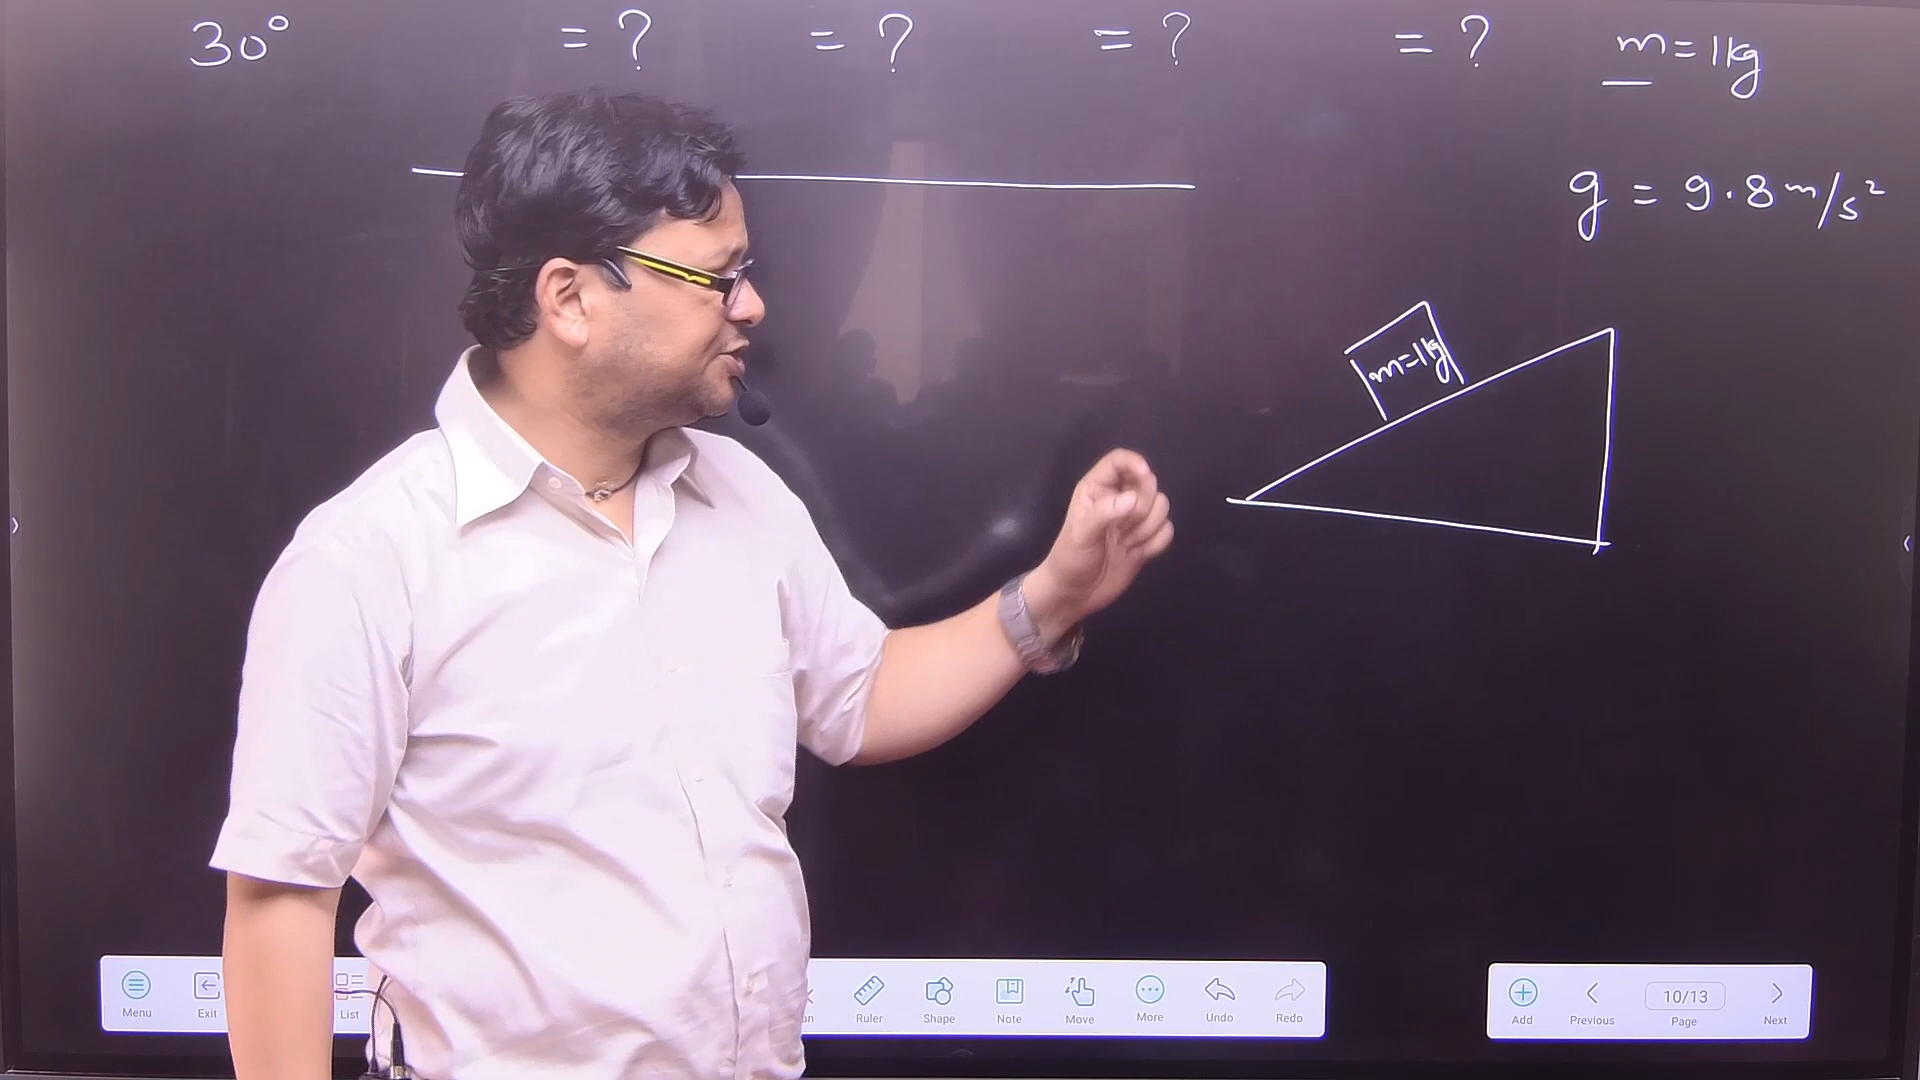 30° = ? = ? = ? = ? m = 1kg
g = 9.8 m/s²
m=1kg
Menu Exit List Ruler Shape Note Move More Undo Redo
Add Previous 10/13 Page Next